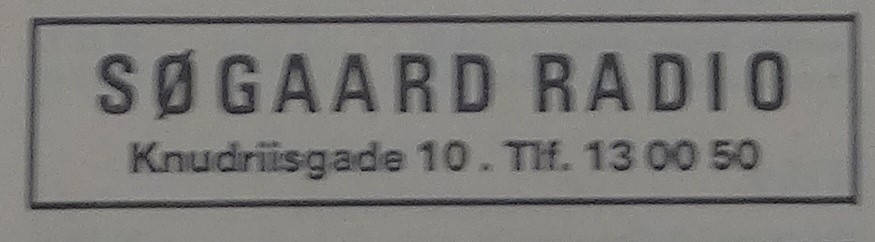 SØGAARD RADIO
Knudriisgade 10. Tlf. 13 00 50